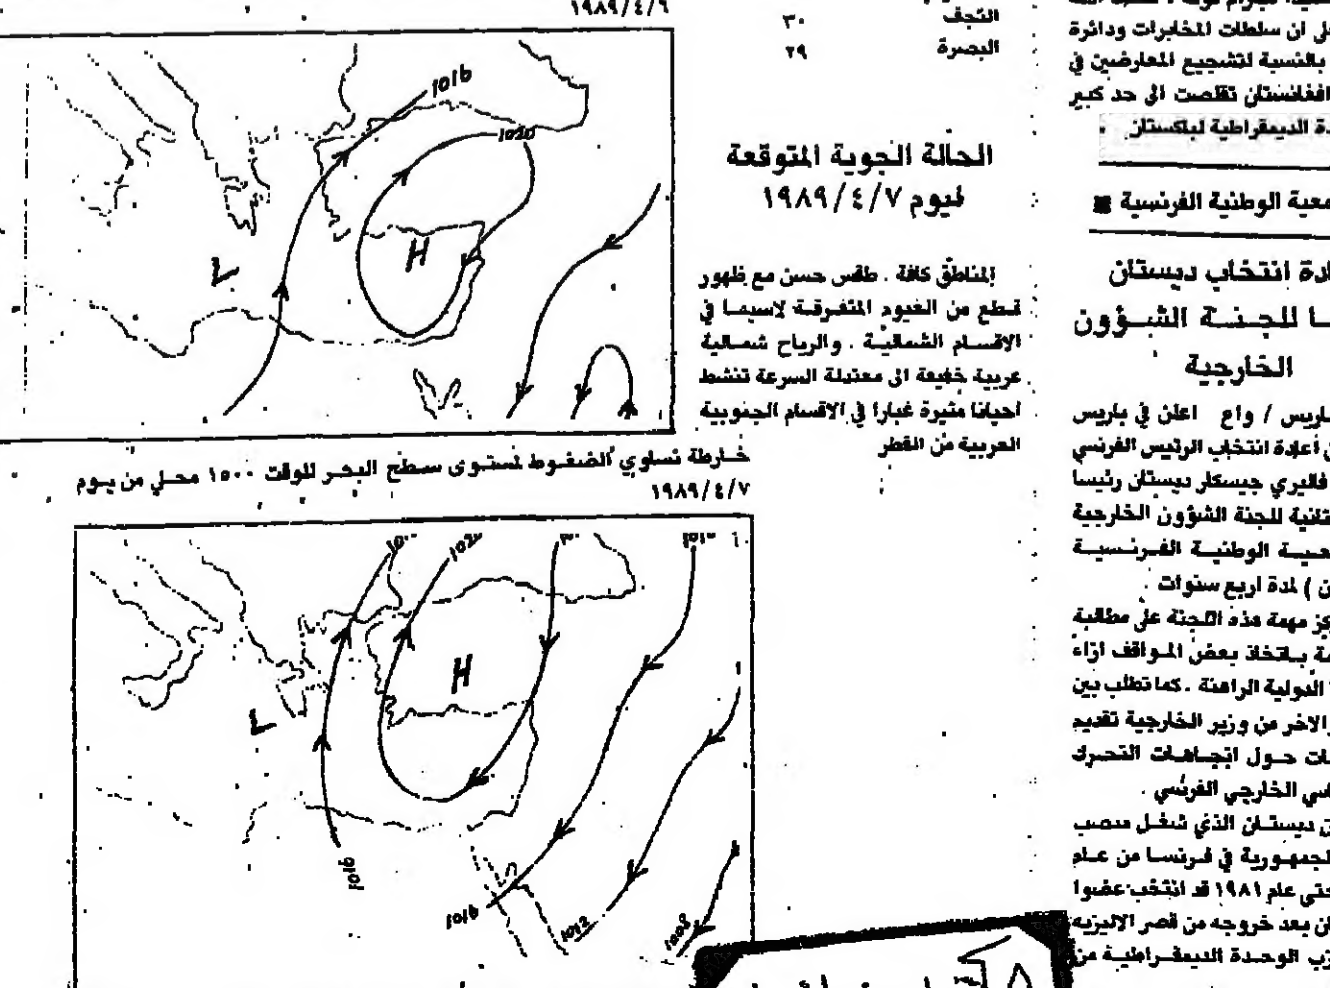 ١٩٨٩/٤/٦
1016
1020
H
L
خارطة تساوي الضغوط لمستوى سطح البحر للوقت ١٥٠٠ محلي من يوم
١٩٨٩/٤/٧
1020
1016
H
L
1016
1016
1012
1008
النجف ٣٠
البصرة ٢٩
الحالة الجوية المتوقعة
ليوم ١٩٨٩/٤/٧
المناطق كافة . طقس حسن مع ظهور
قطع من الغيوم المتفرقة لاسيما في
الاقسام الشمالية . والرياح شمالية
غربية خفيفة الى معتدلة السرعة تنشط
احيانا مثيرة غبارا في الاقسام الجنوبية
الغربية من القطر
ان سلطات المخابرات ودائرة
بالنسبة لتشجيع المعارضين في
افغانستان تقلصت الى حد كبير
الديمقراطية لباكستان .
الوطنية الفرنسية
انتخاب ديستان
للجنة الشؤون
الخارجية
باريس / واع اعلن في باريس
أعادة انتخاب الرئيس الفرنسي
فاليري جيسكار ديستان رئيسا
للجنة الشؤون الخارجية
الوطنية الفرنسية
) لمدة اربع سنوات .
مهمة هذه اللجنة على مطالبة
باتخاذ بعض المواقف ازاء
الدولية الراهنة . كما تطلب بين
الاخر من وزير الخارجية تقديم
حول اتجاهات التحرك
الخارجي الفرنسي .
ديستان الذي شغل منصب
الجمهورية في فرنسا من عام
حتى عام ١٩٨١ قد انتخب عضوا
بعد خروجه من قصر الاليزيه
الوحدة الديمقراطية من